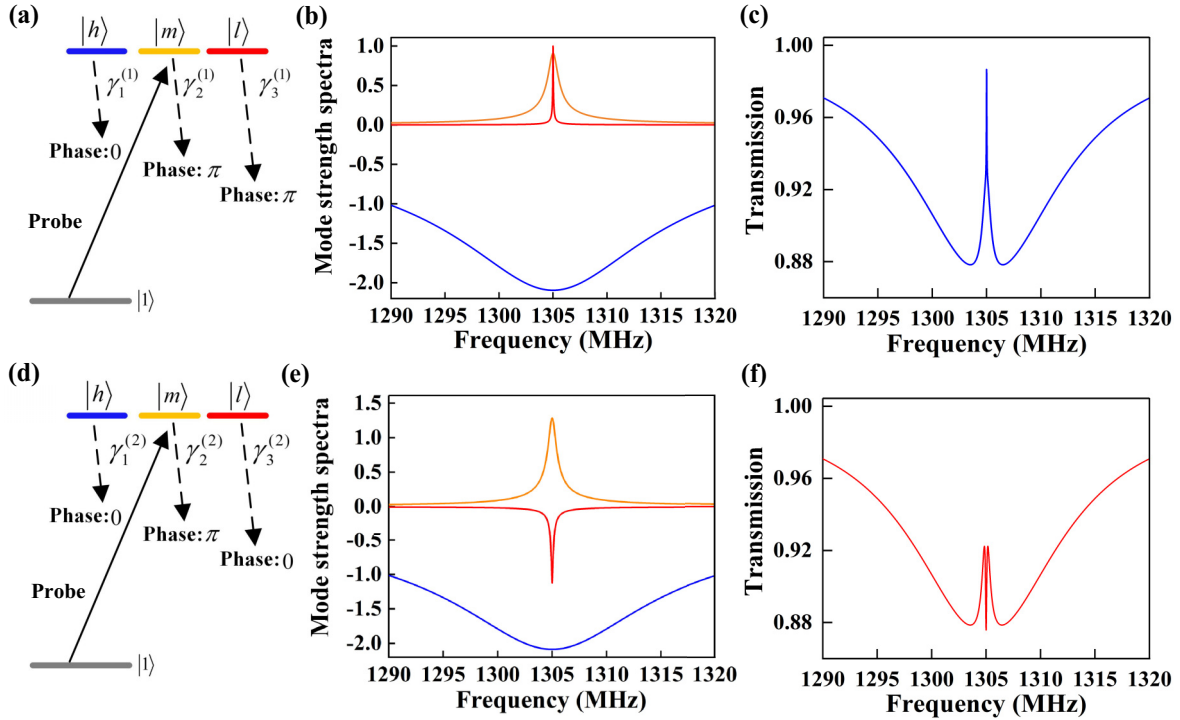 (a)
|h⟩ |m⟩ |l⟩
γ₁⁽¹⁾ γ₂⁽¹⁾ γ₃⁽¹⁾
Phase:0
Phase:π
Phase:π
Probe
|1⟩
(b)
Mode strength spectra
1.0
0.5
0.0
-0.5
-1.0
-1.5
-2.0
1290 1295 1300 1305 1310 1315 1320
Frequency (MHz)
(c)
Transmission
1.00
0.96
0.92
0.88
1290 1295 1300 1305 1310 1315 1320
Frequency (MHz)
(d)
|h⟩ |m⟩ |l⟩
γ₁⁽²⁾ γ₂⁽²⁾ γ₃⁽²⁾
Phase:0
Phase:π
Phase:0
Probe
|1⟩
(e)
Mode strength spectra
1.5
1.0
0.5
0.0
-0.5
-1.0
-1.5
-2.0
1290 1295 1300 1305 1310 1315 1320
Frequency (MHz)
(f)
Transmission
1.00
0.96
0.92
0.88
1290 1295 1300 1305 1310 1315 1320
Frequency (MHz)